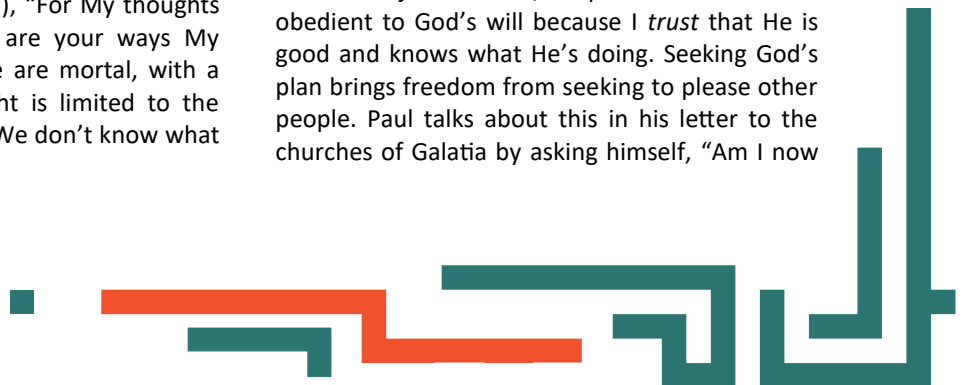 ), “For My thoughts
are your ways My
e are mortal, with a
ht is limited to the
We don’t know what
obedient to God’s will because I trust that He is
good and knows what He’s doing. Seeking God’s
plan brings freedom from seeking to please other
people. Paul talks about this in his letter to the
churches of Galatia by asking himself, “Am I now